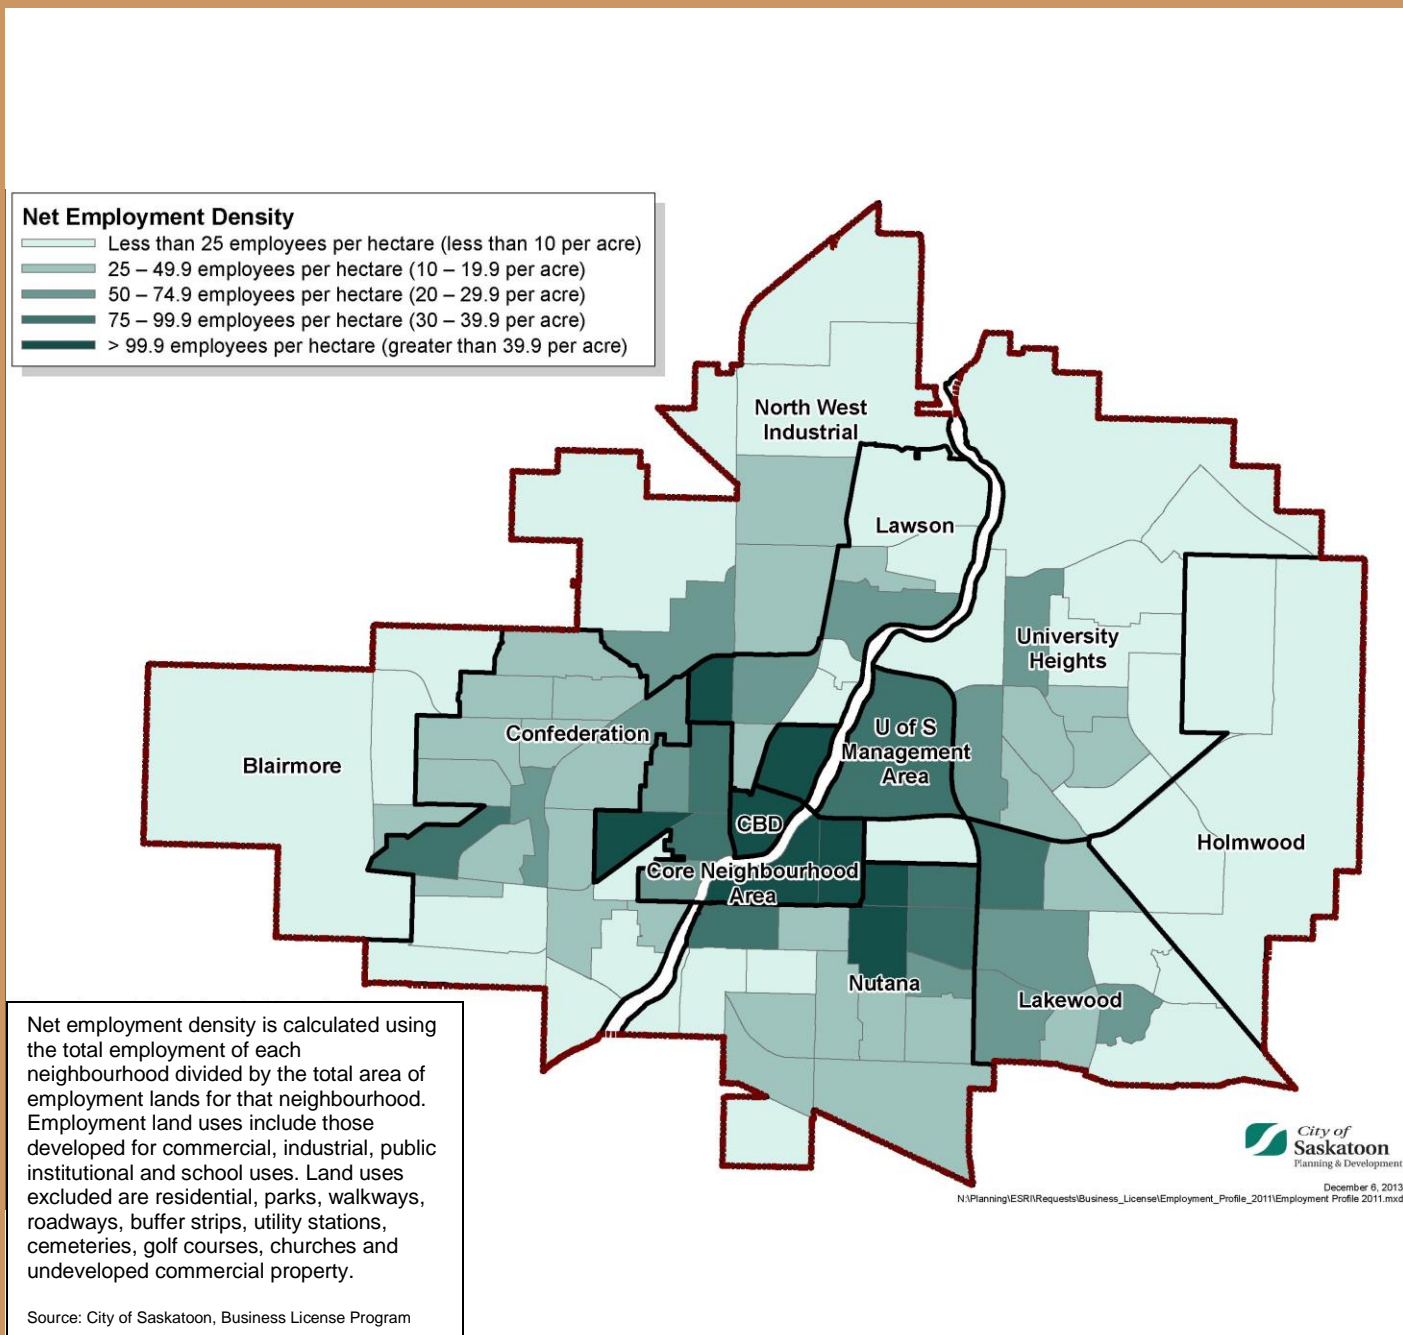 Net Employment Density
Less than 25 employees per hectare (less than 10 per acre)
25 – 49.9 employees per hectare (10 – 19.9 per acre)
50 – 74.9 employees per hectare (20 – 29.9 per acre)
75 – 99.9 employees per hectare (30 – 39.9 per acre)
> 99.9 employees per hectare (greater than 39.9 per acre)
North West
Industrial
Lawson
University
Heights
Confederation
U of S
Management
Area
Blairmore
CBD
Holmwood
Core Neighbourhood
Area
Nutana
Lakewood
Net employment density is calculated using
the total employment of each
neighbourhood divided by the total area of
employment lands for that neighbourhood.
Employment land uses include those
developed for commercial, industrial, public
institutional and school uses. Land uses
excluded are residential, parks, walkways,
roadways, buffer strips, utility stations,
cemeteries, golf courses, churches and
undeveloped commercial property.
Source: City of Saskatoon, Business License Program
City of
Saskatoon
Planning & Development
December 6, 2013
N:\Planning\ESRI\Requests\Business_License\Employment_Profile_2011\Employment Profile 2011.mxd